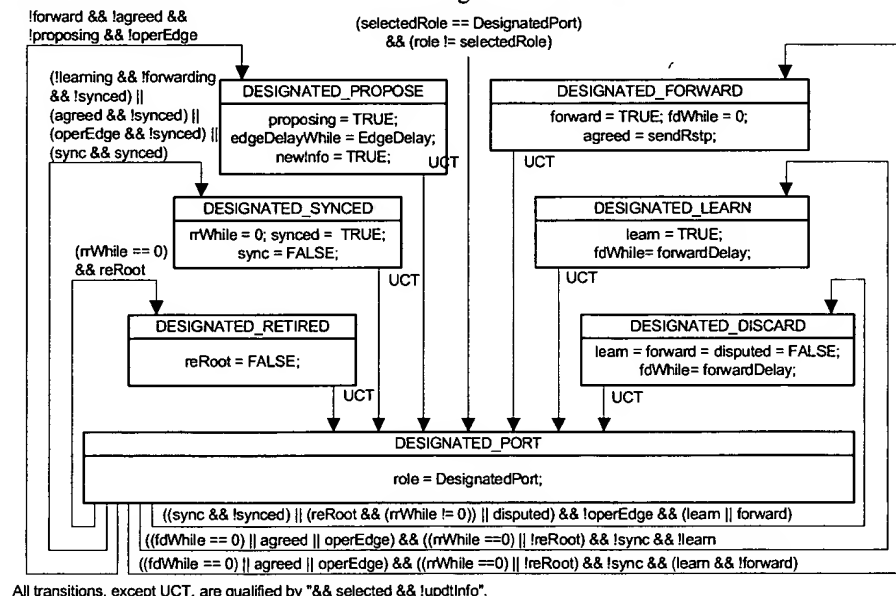 !forward && !agreed &&
!proposing && !operEdge
(selectedRole == DesignatedPort)
&& (role != selectedRole)
(!learning && !forwarding
&& !synced) ||
(agreed && !synced) ||
(operEdge && !synced) ||
(sync && synced)
DESIGNATED_PROPOSE
proposing = TRUE;
edgeDelayWhile = EdgeDelay;
newInfo = TRUE;
UCT
DESIGNATED_FORWARD
forward = TRUE; fdWhile = 0;
agreed = sendRstp;
UCT
DESIGNATED_SYNCED
rrWhile = 0; synced = TRUE;
sync = FALSE;
UCT
DESIGNATED_LEARN
learn = TRUE;
fdWhile= forwardDelay;
UCT
(rrWhile == 0)
&& reRoot
DESIGNATED_RETIRED
reRoot = FALSE;
UCT
DESIGNATED_DISCARD
learn = forward = disputed = FALSE;
fdWhile= forwardDelay;
UCT
DESIGNATED_PORT
role = DesignatedPort;
((sync && !synced) || (reRoot && (rrWhile != 0)) || disputed) && !operEdge && (learn || forward)
((fdWhile == 0) || agreed || operEdge) && ((rrWhile ==0) || !reRoot) && !sync && !learn
((fdWhile == 0) || agreed || operEdge) && ((rrWhile ==0) || !reRoot) && !sync && (learn && !forward)
All transitions, except UCT, are qualified by "&& selected && !updtInfo".